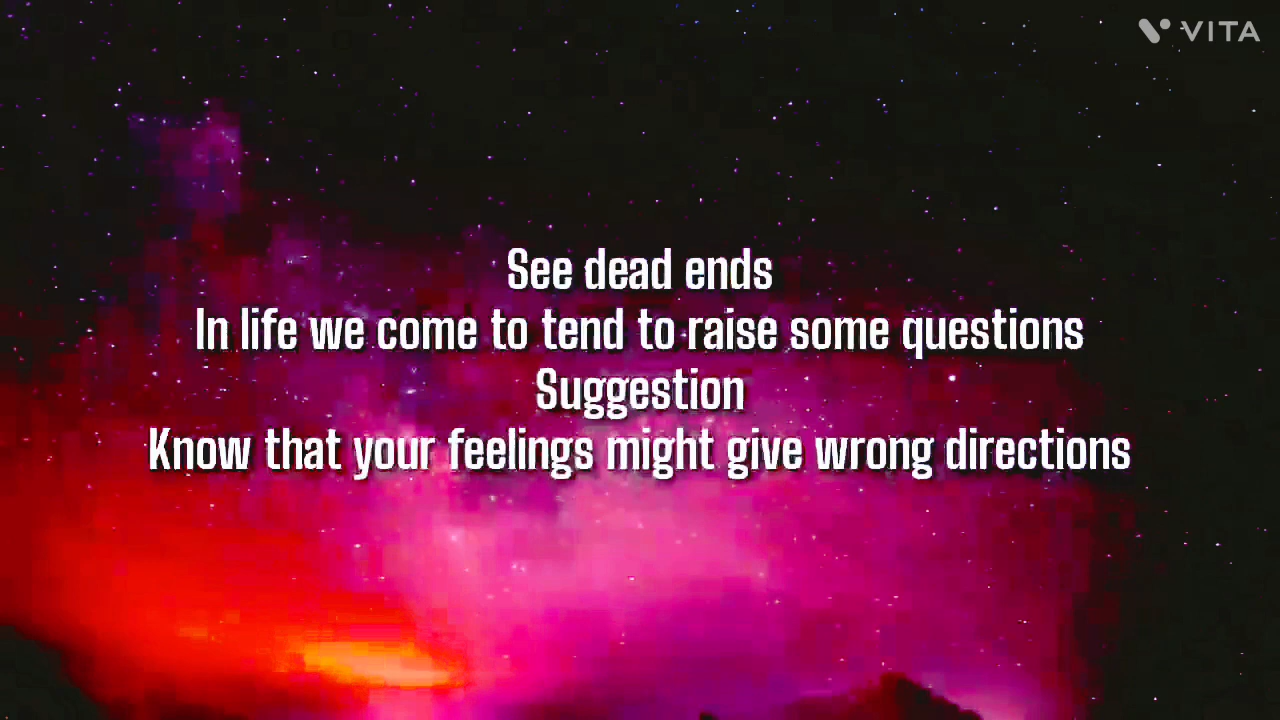 VITA
See dead ends
In life we come to tend to raise some questions
Suggestion
Know that your feelings might give wrong directions